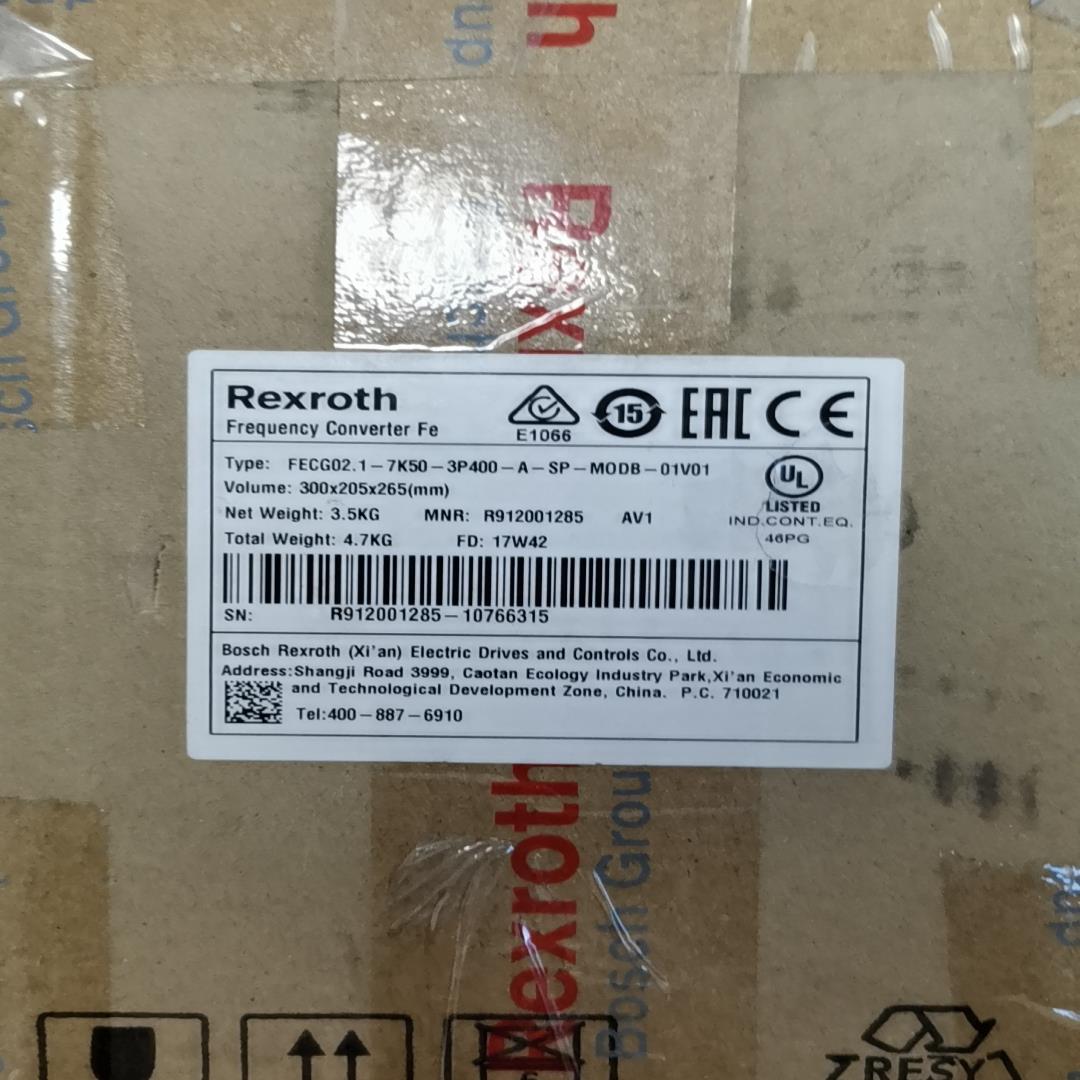 Rexroth
Frequency Converter Fe
E1066
15
EAC
CE
Type: FECG02.1-7K50-3P400-A-SP-MODB-01V01
Volume: 300x205x265(mm)
Net Weight: 3.5KG MNR: R912001285 AV1
Total Weight: 4.7KG FD: 17W42
UL
LISTED
IND.CONT.EQ.
46PG
SN: R912001285-10766315
Bosch Rexroth (Xi'an) Electric Drives and Controls Co., Ltd.
Address:Shangji Road 3999, Caotan Ecology Industry Park,Xi'an Economic
and Technological Development Zone, China. P.C. 710021
Tel:400-887-6910
Rexroth
Bosch Group
RESY